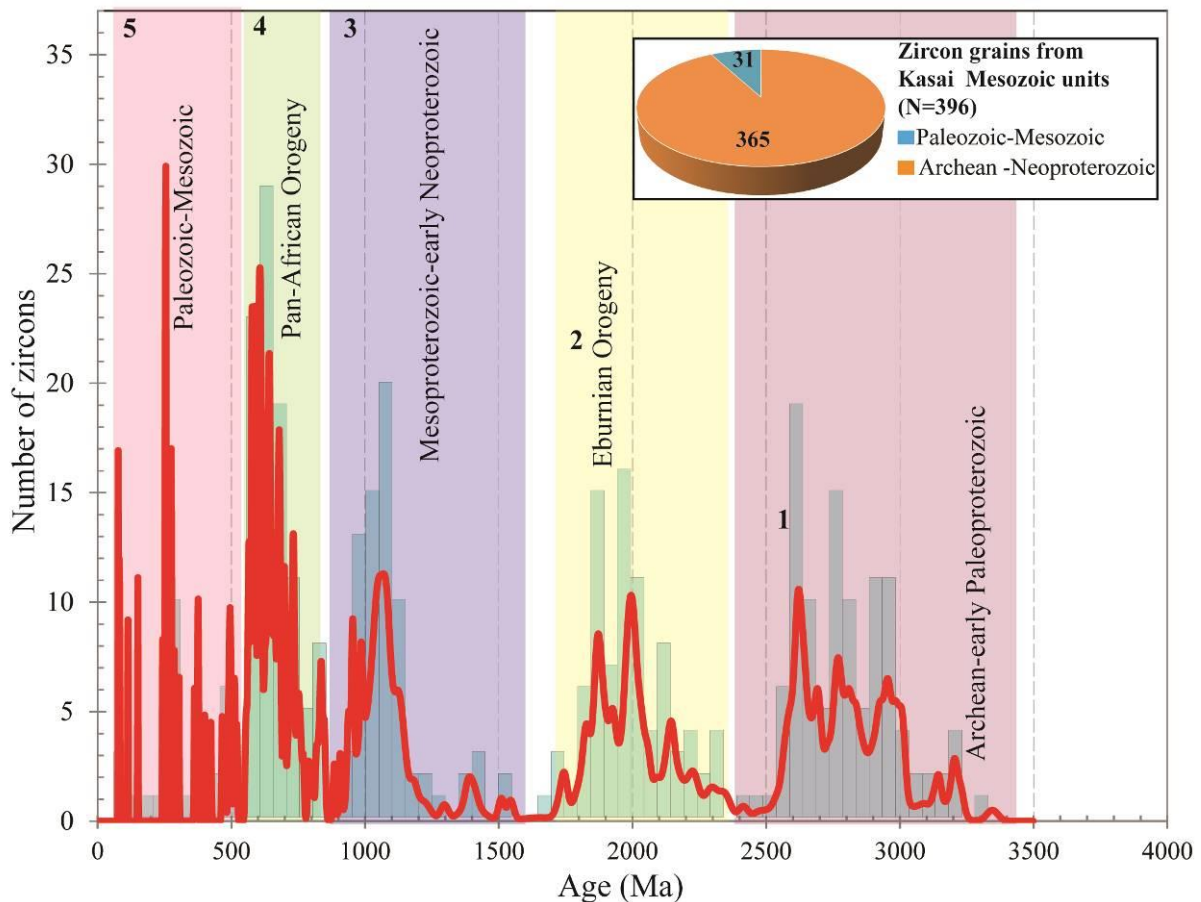 5
4
3
Zircon grains from
Kasai Mesozoic units
(N=396)
Paleozoic-Mesozoic
Archean -Neoproterozoic
31
365
Paleozoic-Mesozoic
Pan-African Orogeny
Mesoproterozoic-early Neoproterozoic
2
Eburnian Orogeny
1
Archean-early Paleoproterozoic
Number of zircons
35
30
25
20
15
10
5
0
0 500 1000 1500 2000 2500 3000 3500 4000
Age (Ma)